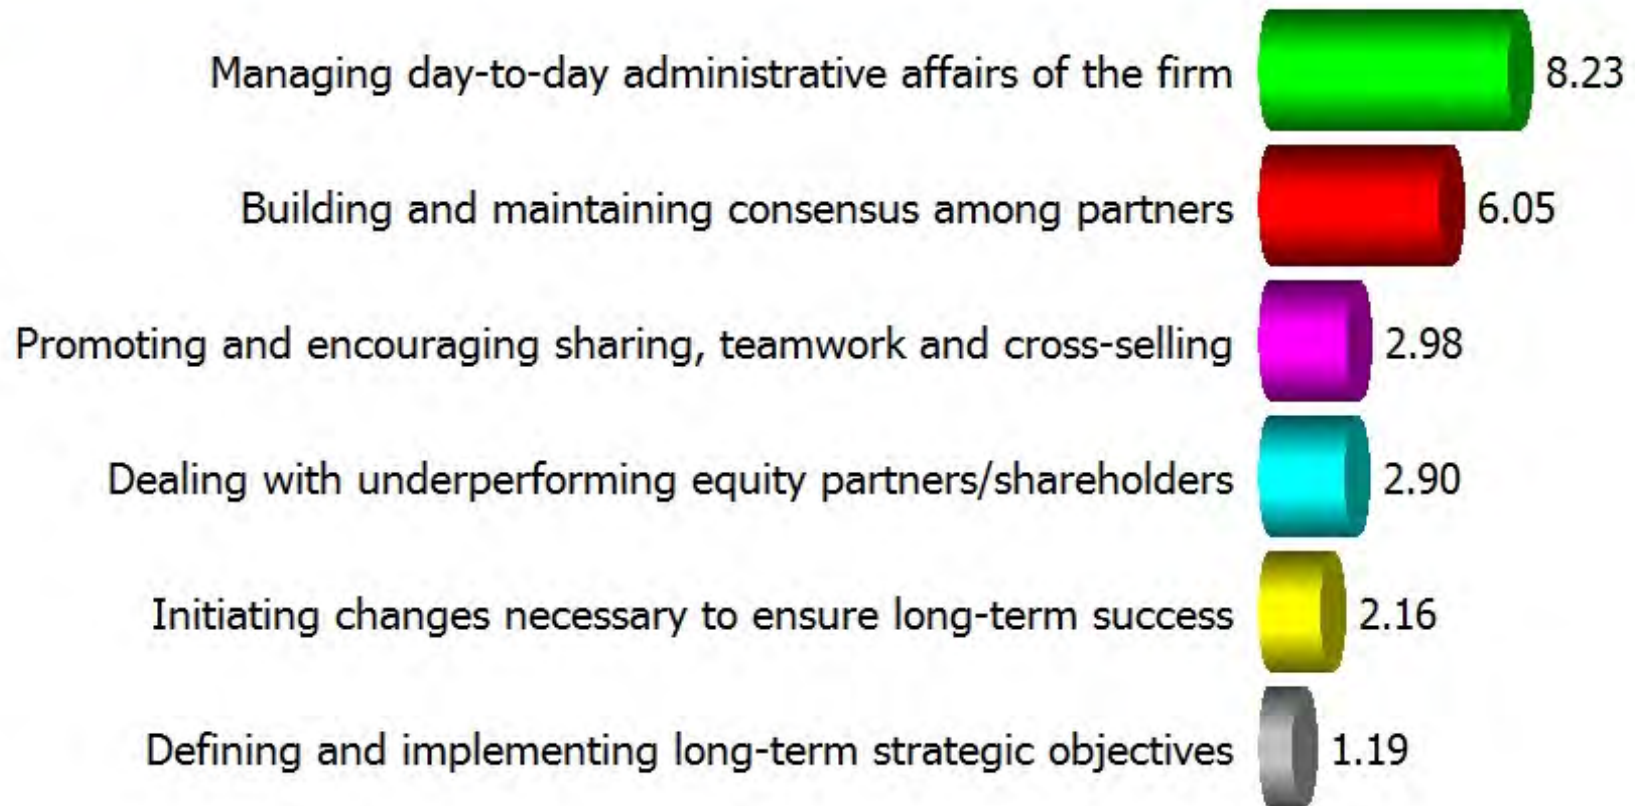 Managing day-to-day administrative affairs of the firm 8.23
Building and maintaining consensus among partners 6.05
Promoting and encouraging sharing, teamwork and cross-selling 2.98
Dealing with underperforming equity partners/shareholders 2.90
Initiating changes necessary to ensure long-term success 2.16
Defining and implementing long-term strategic objectives 1.19